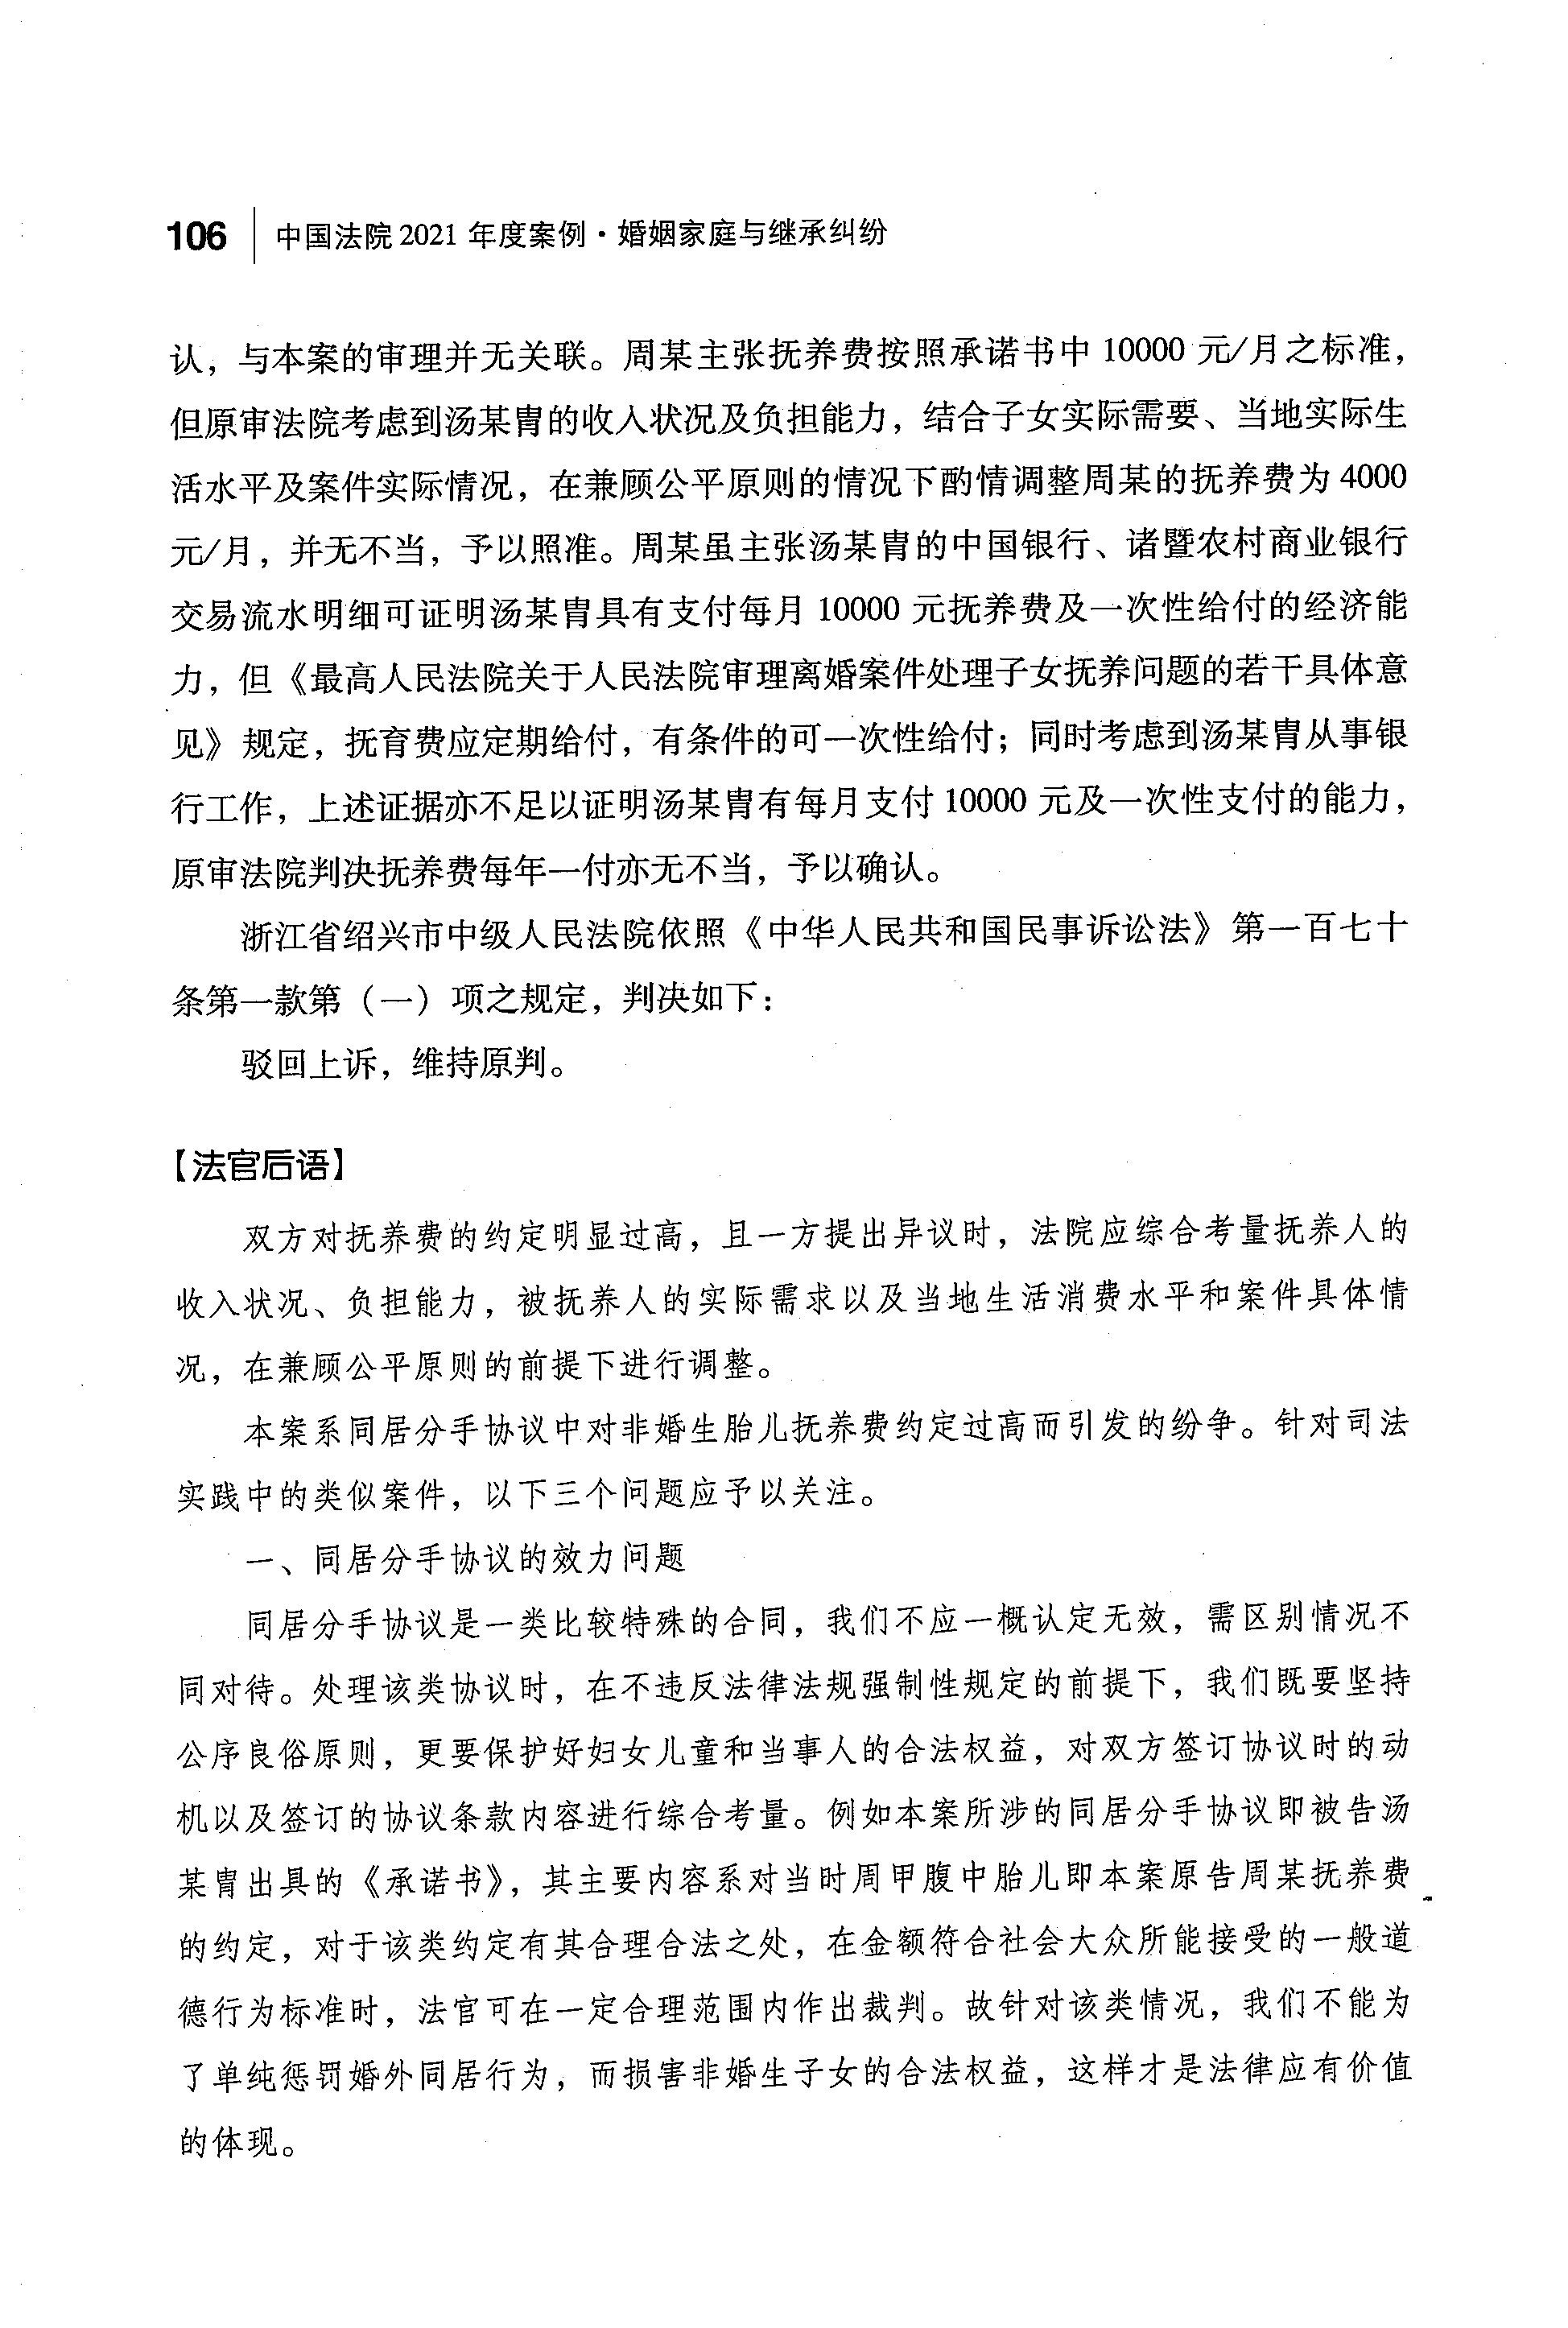 106 中国法院2021年度案例·婚姻家庭与继承纠纷
认，与本案的审理并无关联。周某主张抚养费按照承诺书中10000元/月之标准，
但原审法院考虑到汤某胄的收入状况及负担能力，结合子女实际需要、当地实际生
活水平及案件实际情况，在兼顾公平原则的情况下酌情调整周某的抚养费为4000
元/月，并无不当，予以照准。周某虽主张汤某胄的中国银行、诸暨农村商业银行
交易流水明细可证明汤某胄具有支付每月10000元抚养费及一次性给付的经济能
力，但《最高人民法院关于人民法院审理离婚案件处理子女抚养问题的若干具体意
见》规定，抚育费应定期给付，有条件的可一次性给付；同时考虑到汤某胄从事银
行工作，上述证据亦不足以证明汤某胄有每月支付10000元及一次性支付的能力，
原审法院判决抚养费每年一付亦无不当，予以确认。
浙江省绍兴市中级人民法院依照《中华人民共和国民事诉讼法》第一百七十
条第一款第（一）项之规定，判决如下：
驳回上诉，维持原判。
【法官后语】
双方对抚养费的约定明显过高，且一方提出异议时，法院应综合考量抚养人的
收入状况、负担能力，被抚养人的实际需求以及当地生活消费水平和案件具体情
况，在兼顾公平原则的前提下进行调整。
本案系同居分手协议中对非婚生胎儿抚养费约定过高而引发的纷争。针对司法
实践中的类似案件，以下三个问题应予以关注。
一、同居分手协议的效力问题
同居分手协议是一类比较特殊的合同，我们不应一概认定无效，需区别情况不
同对待。处理该类协议时，在不违反法律法规强制性规定的前提下，我们既要坚持
公序良俗原则，更要保护好妇女儿童和当事人的合法权益，对双方签订协议时的动
机以及签订的协议条款内容进行综合考量。例如本案所涉的同居分手协议即被告汤
某胄出具的《承诺书》，其主要内容系对当时周甲腹中胎儿即本案原告周某抚养费
的约定，对于该类约定有其合理合法之处，在金额符合社会大众所能接受的一般道
德行为标准时，法官可在一定合理范围内作出裁判。故针对该类情况，我们不能为
了单纯惩罚婚外同居行为，而损害非婚生子女的合法权益，这样才是法律应有价值
的体现。